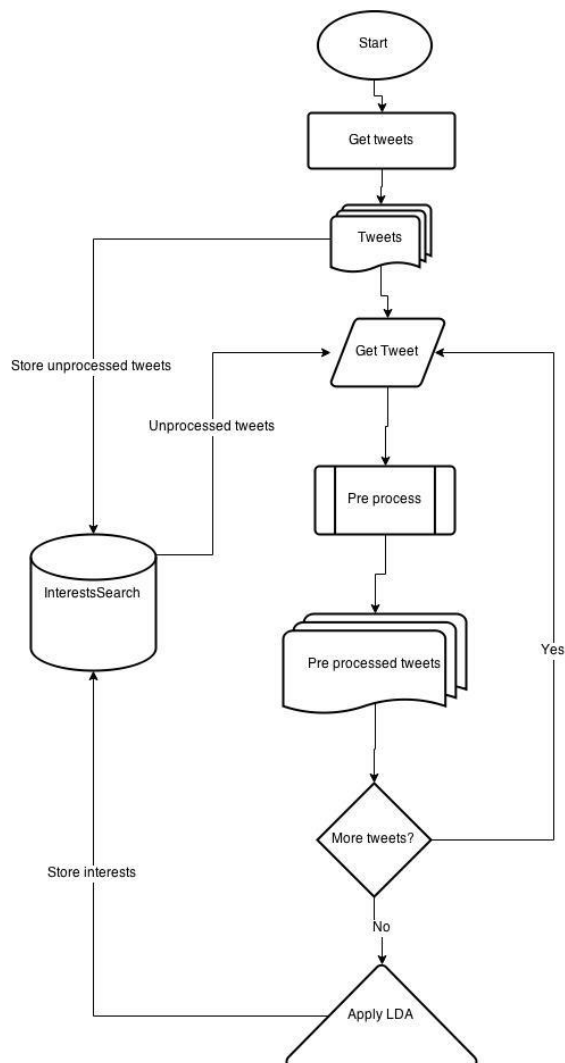 Start
Get tweets
Tweets
Get Tweet
Store unprocessed tweets
Unprocessed tweets
Pre process
InterestsSearch
Pre processed tweets
Yes
More tweets?
Store interests
No
Apply LDA